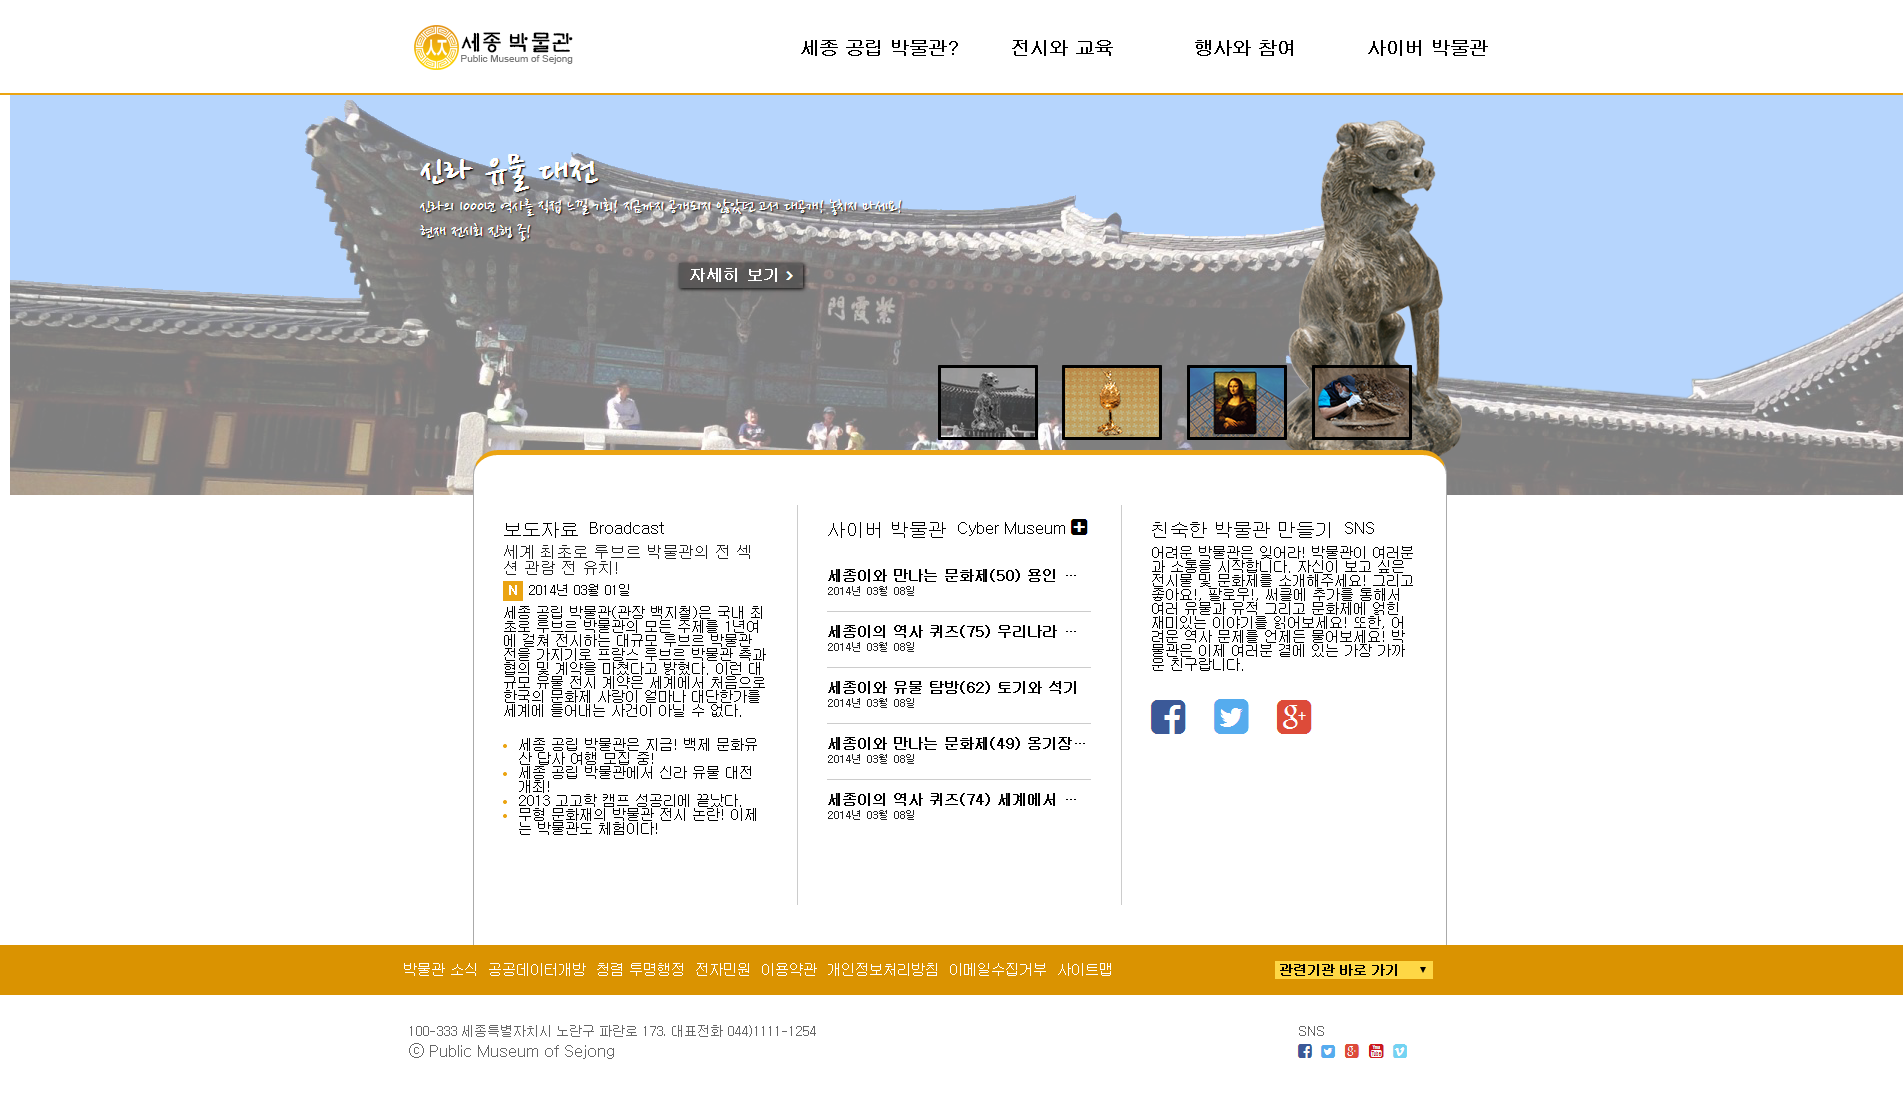 세종 박물관
Public Museum of Sejong
세종 공립 박물관?
전시와 교육
행사와 참여
사이버 박물관
신라 유물 대전
신라의 1000년 역사를 직접 느낄 기회! 지금까지 공개되지 않았던 고서 대공개! 놓치지 마세요!
현재 전시회 진행 중!
자세히 보기
門霞紫
보도자료 Broadcast
세계 최초로 루브르 박물관의 전 섹
션 관람 전 유치!
N 2014년 03월 01일
세종 공립 박물관(관장 백지철)은 국내 최
초로 루브르 박물관의 모든 주제를 1년여
에 걸쳐 전시하는 대규모 루브르 박물관
전을 가지기로 프랑스 루브르 박물관 측과
협의 및 계약을 마쳤다고 밝혔다. 이런 대
규모 유물 전시 계약은 세계에서 처음으로
한국의 문화제 사랑이 얼마나 대단한가를
세계에 들어내는 사건이 아닐 수 없다.
세종 공립 박물관은 지금! 백제 문화유
산 답사 여행 모집 중!
세종 공립 박물관에서 신라 유물 대전
개최!
2013 고고학 캠프 성공리에 끝났다.
무형 문화재의 박물관 전시 논란! 이제
는 박물관도 체험이다!
사이버 박물관 Cyber Museum
세종이와 만나는 문화제(50) 용인 …
2014년 03월 08일
세종이의 역사 퀴즈(75) 우리나라 …
2014년 03월 08일
세종이와 유물 탐방(62) 토기와 석기
2014년 03월 08일
세종이와 만나는 문화제(49) 옹기장…
2014년 03월 08일
세종이의 역사 퀴즈(74) 세계에서 …
2014년 03월 08일
친숙한 박물관 만들기 SNS
어려운 박물관은 잊어라! 박물관이 여러분
과 소통을 시작합니다. 자신이 보고 싶은
전시물 및 문화제를 소개해주세요! 그리고
좋아요!, 팔로우!, 써클에 추가를 통해서
여러 유물과 유적 그리고 문화제에 얽힌
재미있는 이야기를 읽어보세요! 또한, 어
려운 역사 문제를 언제든 물어보세요! 박
물관은 이제 여러분 곁에 있는 가장 가까
운 친구랍니다.
박물관 소식 공공데이터개방 청렴 투명행정 전자민원 이용약관 개인정보처리방침 이메일수집거부 사이트맵
관련기관 바로 가기
100-333 세종특별자치시 노란구 파란로 173. 대표전화 044)1111-1254
ⓒ Public Museum of Sejong
SNS